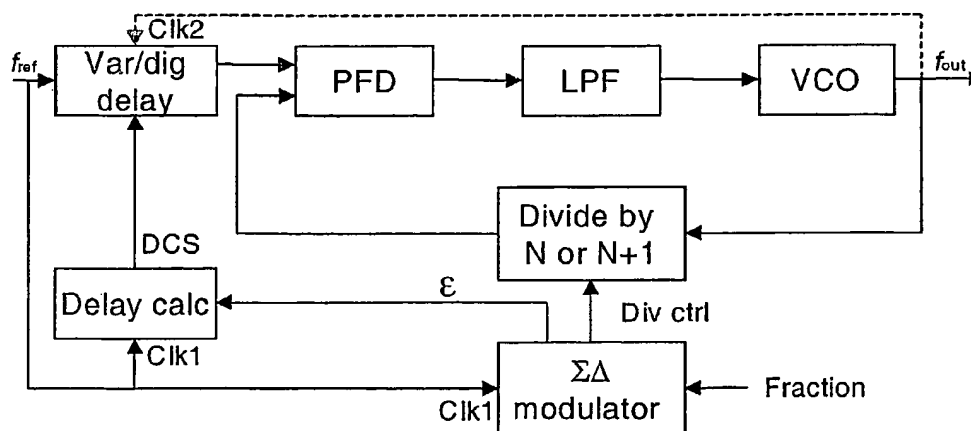 Clk2
fref
Var/dig
delay
PFD
LPF
VCO
fout
Divide by
N or N+1
DCS
ε
Delay calc
Div ctrl
Clk1
ΣΔ
modulator
Clk1
Fraction